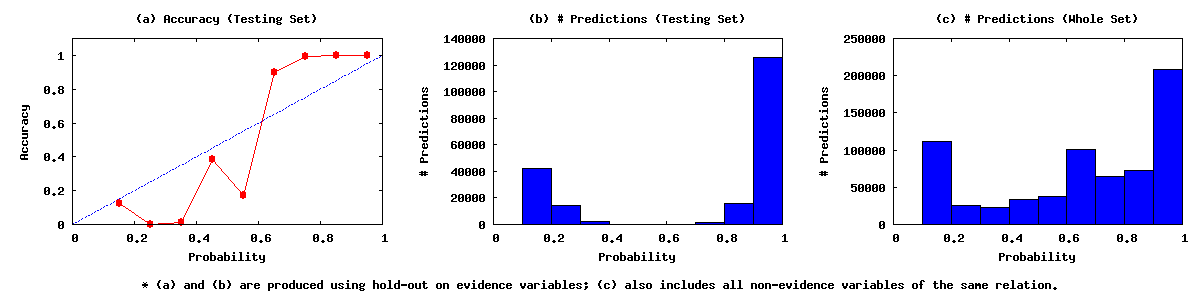 (a) Accuracy (Testing Set)
1
0.8
0.6
0.4
0.2
0
Accuracy
0 0.2 0.4 0.6 0.8 1
Probability
(b) # Predictions (Testing Set)
140000
120000
100000
80000
60000
40000
20000
0
# Predictions
0 0.2 0.4 0.6 0.8 1
Probability
(c) # Predictions (Whole Set)
250000
200000
150000
100000
50000
0
# Predictions
0 0.2 0.4 0.6 0.8 1
Probability
* (a) and (b) are produced using hold-out on evidence variables; (c) also includes all non-evidence variables of the same relation.